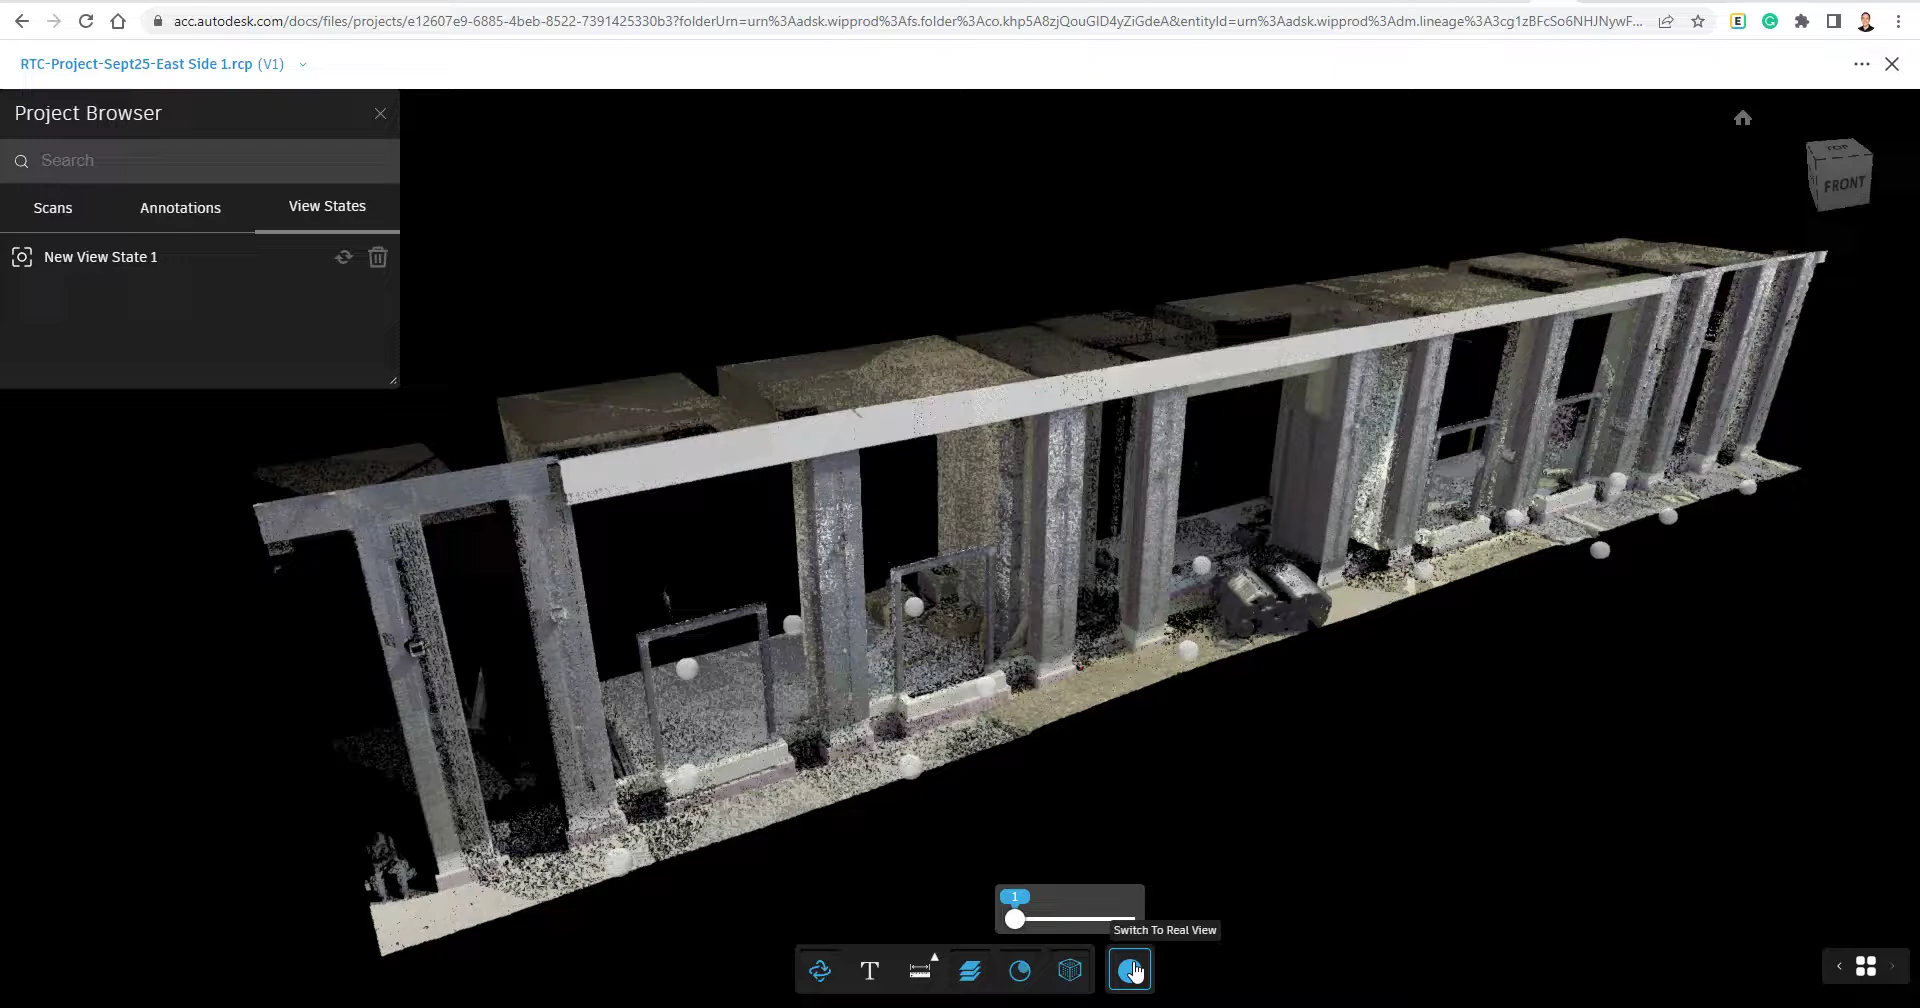 acc.autodesk.com/docs/files/projects/e12607e9-6885-4beb-8522-7391425330b3?folderUrn=urn%3Aadsk.wipprod%3Afs.folder%3Aco.khp5A8zjQouGlD4yZiGdeA&entityId=urn%3Aadsk.wipprod%3Adm.lineage%3A3cg1zBFcSo6NHJNywF...
E
RTC-Project-Sept25-East Side 1.rcp (V1)
Project Browser
Search
Scans
Annotations
View States
New View State 1
TOP
FRONT
1
Switch To Real View
T